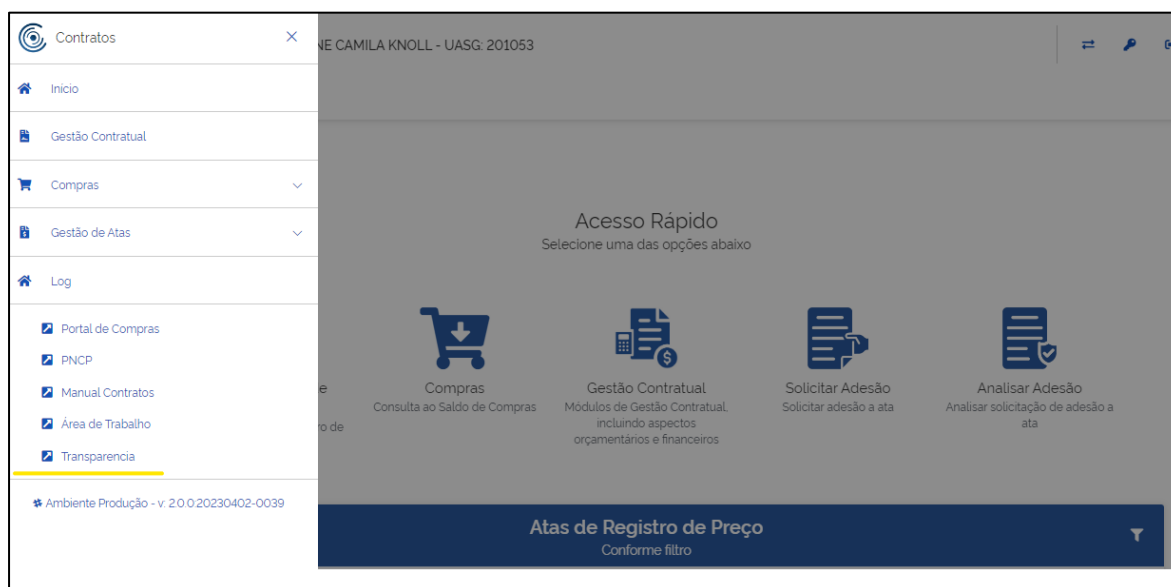 Contratos
NE CAMILA KNOLL - UASG: 201053
Início
Gestão Contratual
Compras
Gestão de Atas
Log
Portal de Compras
PNCP
Manual Contratos
Área de Trabalho
Transparencia
Ambiente Produção - v: 2.0.0:20230402-0039
Acesso Rápido
Selecione uma das opções abaixo
e
ro de
Compras
Consulta ao Saldo de Compras
Gestão Contratual
Módulos de Gestão Contratual,
incluindo aspectos
orçamentários e financeiros
Solicitar Adesão
Solicitar adesão a ata
Analisar Adesão
Analisar solicitação de adesão a
ata
Atas de Registro de Preço
Conforme filtro